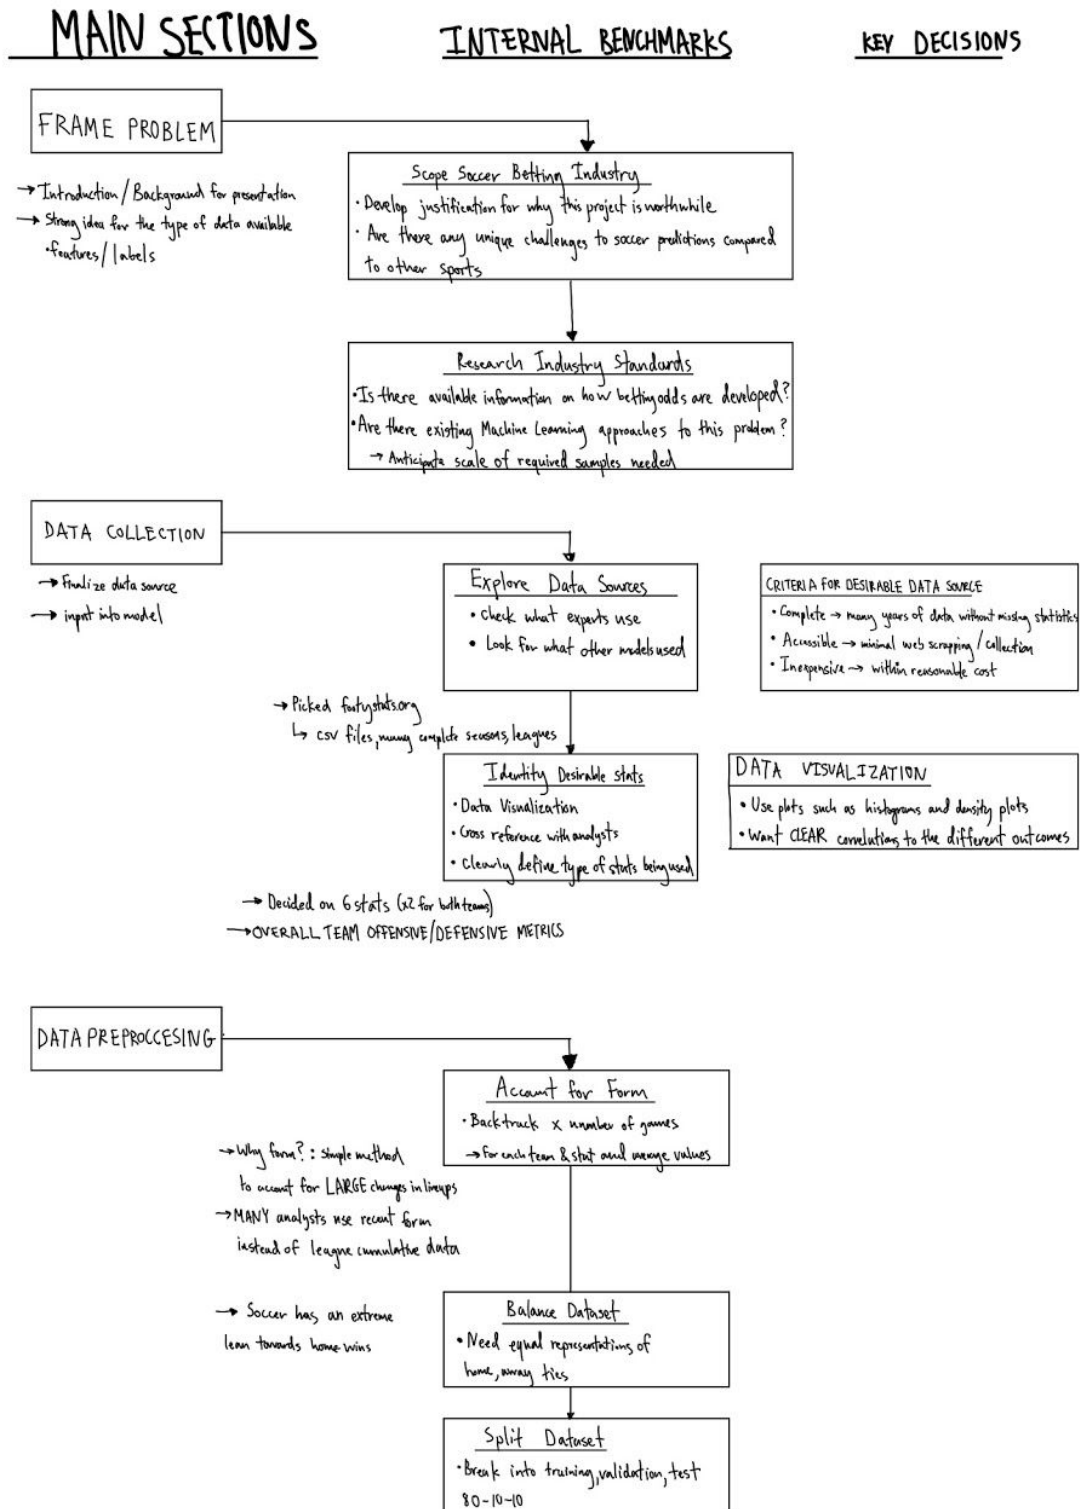 MAIN SECTIONS
INTERNAL BENCHMARKS
KEY DECISIONS
FRAME PROBLEM
→ Introduction/Background for presentation
→ Strong idea for the type of data available
• features/labels
Scope Soccer Betting Industry
• Develop justification for why this project is worthwhile
• Are there any unique challenges to soccer predictions compared
to other sports
Research Industry Standards
• Is there available information on how betting odds are developed?
• Are there existing Machine Learning approaches to this problem?
→ Anticipate scale of required samples needed
DATA COLLECTION
→ Finalize data source
→ input into model
Explore Data Sources
• Check what experts use
• Look for what other models used
CRITERIA FOR DESIRABLE DATA SOURCE
• Complete → many years of data without missing statistics
• Accessible → minimal web scrapping/collection
• Inexpensive → within reasonable cost
→ Picked footystats.org
↳ CSV files, many complete seasons, leagues
Identity Desirable stats
• Data Visualization
• Cross reference with analysts
• Clearly define type of stats being used
DATA VISUALIZATION
• Use plots such as histograms and density plots
• Want CLEAR correlations to the different outcomes
→ Decided on 6 stats (x2 for both teams)
→ OVERALL TEAM OFFENSIVE/DEFENSIVE METRICS
DATA PREPROCCESING
Account for Form
• Backtrack x number of games
→ For each team & stat and average values
→ Why form? : simple method
to account for LARGE changes in lineups
→ MANY analysts use recent form
instead of league cumulative data
→ Soccer has an extreme
lean towards home wins
Balance Dataset
• Need equal representations of
home, away ties
Split Dataset
• Break into training, validation, test
80-10-10